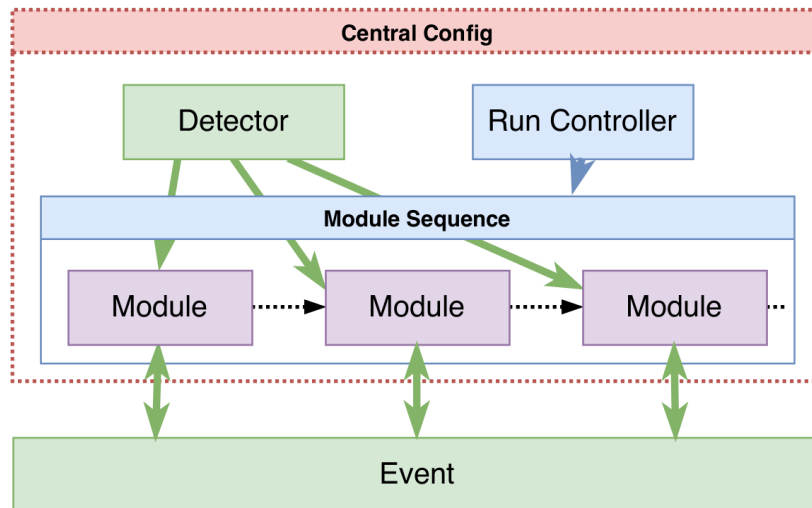 Central Config
Detector
Run Controller
Module Sequence
Module
Module
Module
Event